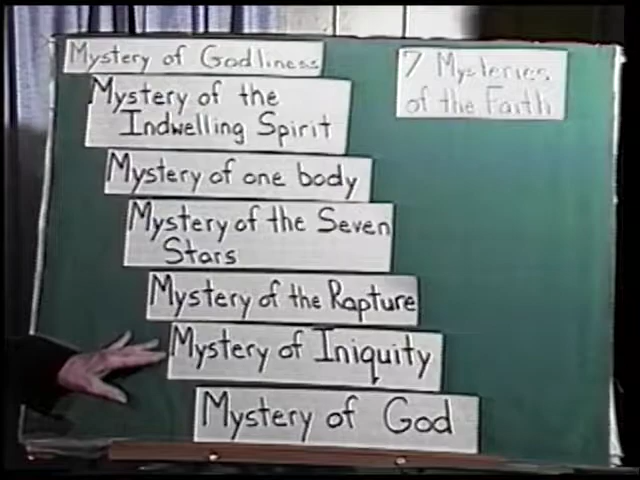 Mystery of Godliness
7 Mysteries
of the Faith
Mystery of the
Indwelling Spirit
Mystery of one body
Mystery of the Seven
Stars
Mystery of the Rapture
Mystery of Iniquity
Mystery of God